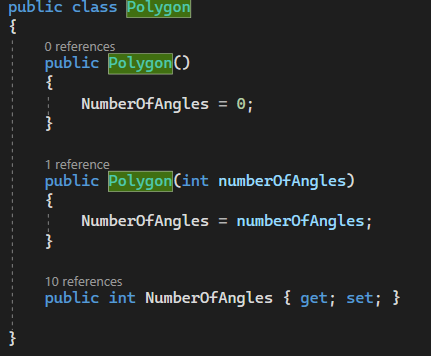 public class Polygon
{
0 references
public Polygon()
{
NumberOfAngles = 0;
}
1 reference
public Polygon(int numberOfAngles)
{
NumberOfAngles = numberOfAngles;
}
10 references
public int NumberOfAngles { get; set; }
}